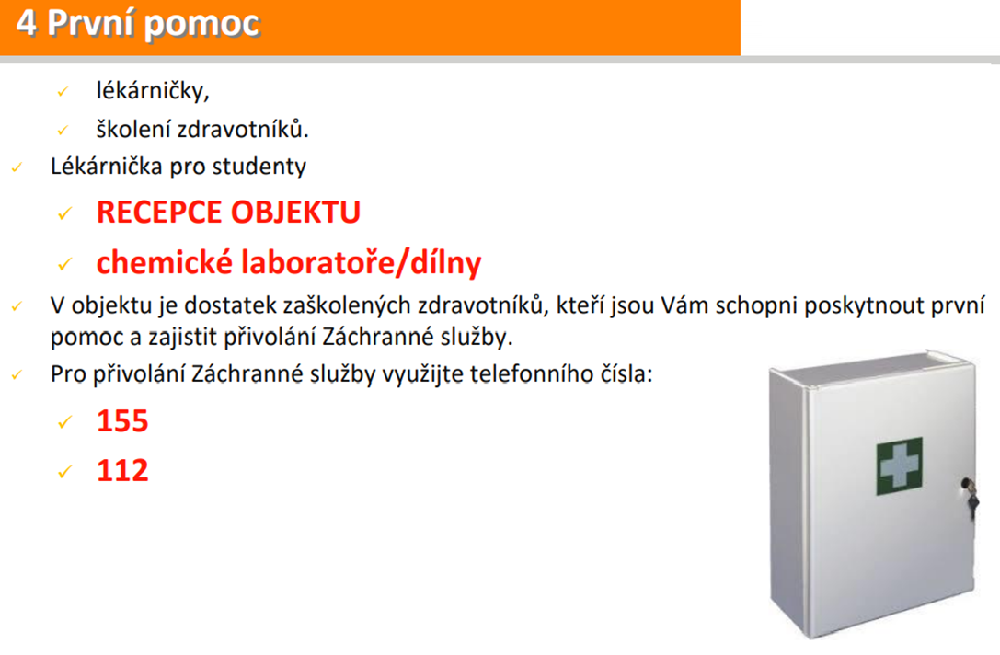 4 První pomoc
lékárničky,
školení zdravotníků.
Lékárnička pro studenty
RECEPCE OBJEKTU
chemické laboratoře/dílny
V objektu je dostatek zaškolených zdravotníků, kteří jsou Vám schopni poskytnout první
pomoc a zajistit přivolání Záchranné služby.
Pro přivolání Záchranné služby využijte telefonního čísla:
155
112